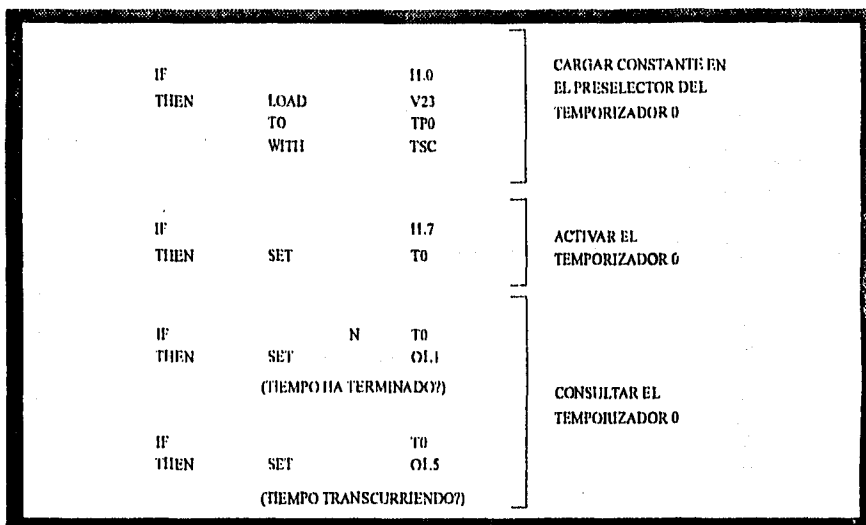 IF I1.0
THEN LOAD V23
TO TP0
WITH TSC
CARGAR CONSTANTE EN
EL PRESELECTOR DEL
TEMPORIZADOR 0
IF I1.7
THEN SET T0
ACTIVAR EL
TEMPORIZADOR 0
IF N T0
THEN SET O1.1
(TIEMPO HA TERMINADO?)
IF T0
THEN SET O1.5
(TIEMPO TRANSCURRIENDO?)
CONSULTAR EL
TEMPORIZADOR 0